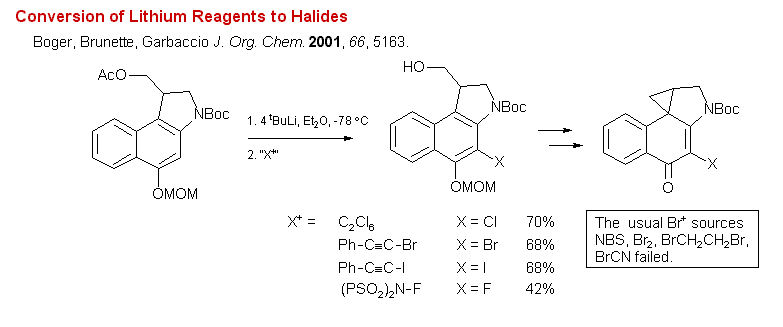 Conversion of Lithium Reagents to Halides
Boger, Brunette, Garbaccio J. Org. Chem. 2001, 66, 5163.
AcO
NBoc
OMOM
1. 4 ᵗBuLi, Et₂O, -78 °C
2. "X⁺"
HO
NBoc
X
OMOM
NBoc
X
O
X⁺ = C₂Cl₆ X = Cl 70%
Ph-C≡C-Br X = Br 68%
Ph-C≡C-I X = I 68%
(PSO₂)₂N-F X = F 42%
The usual Br⁺ sources
NBS, Br₂, BrCH₂CH₂Br,
BrCN failed.